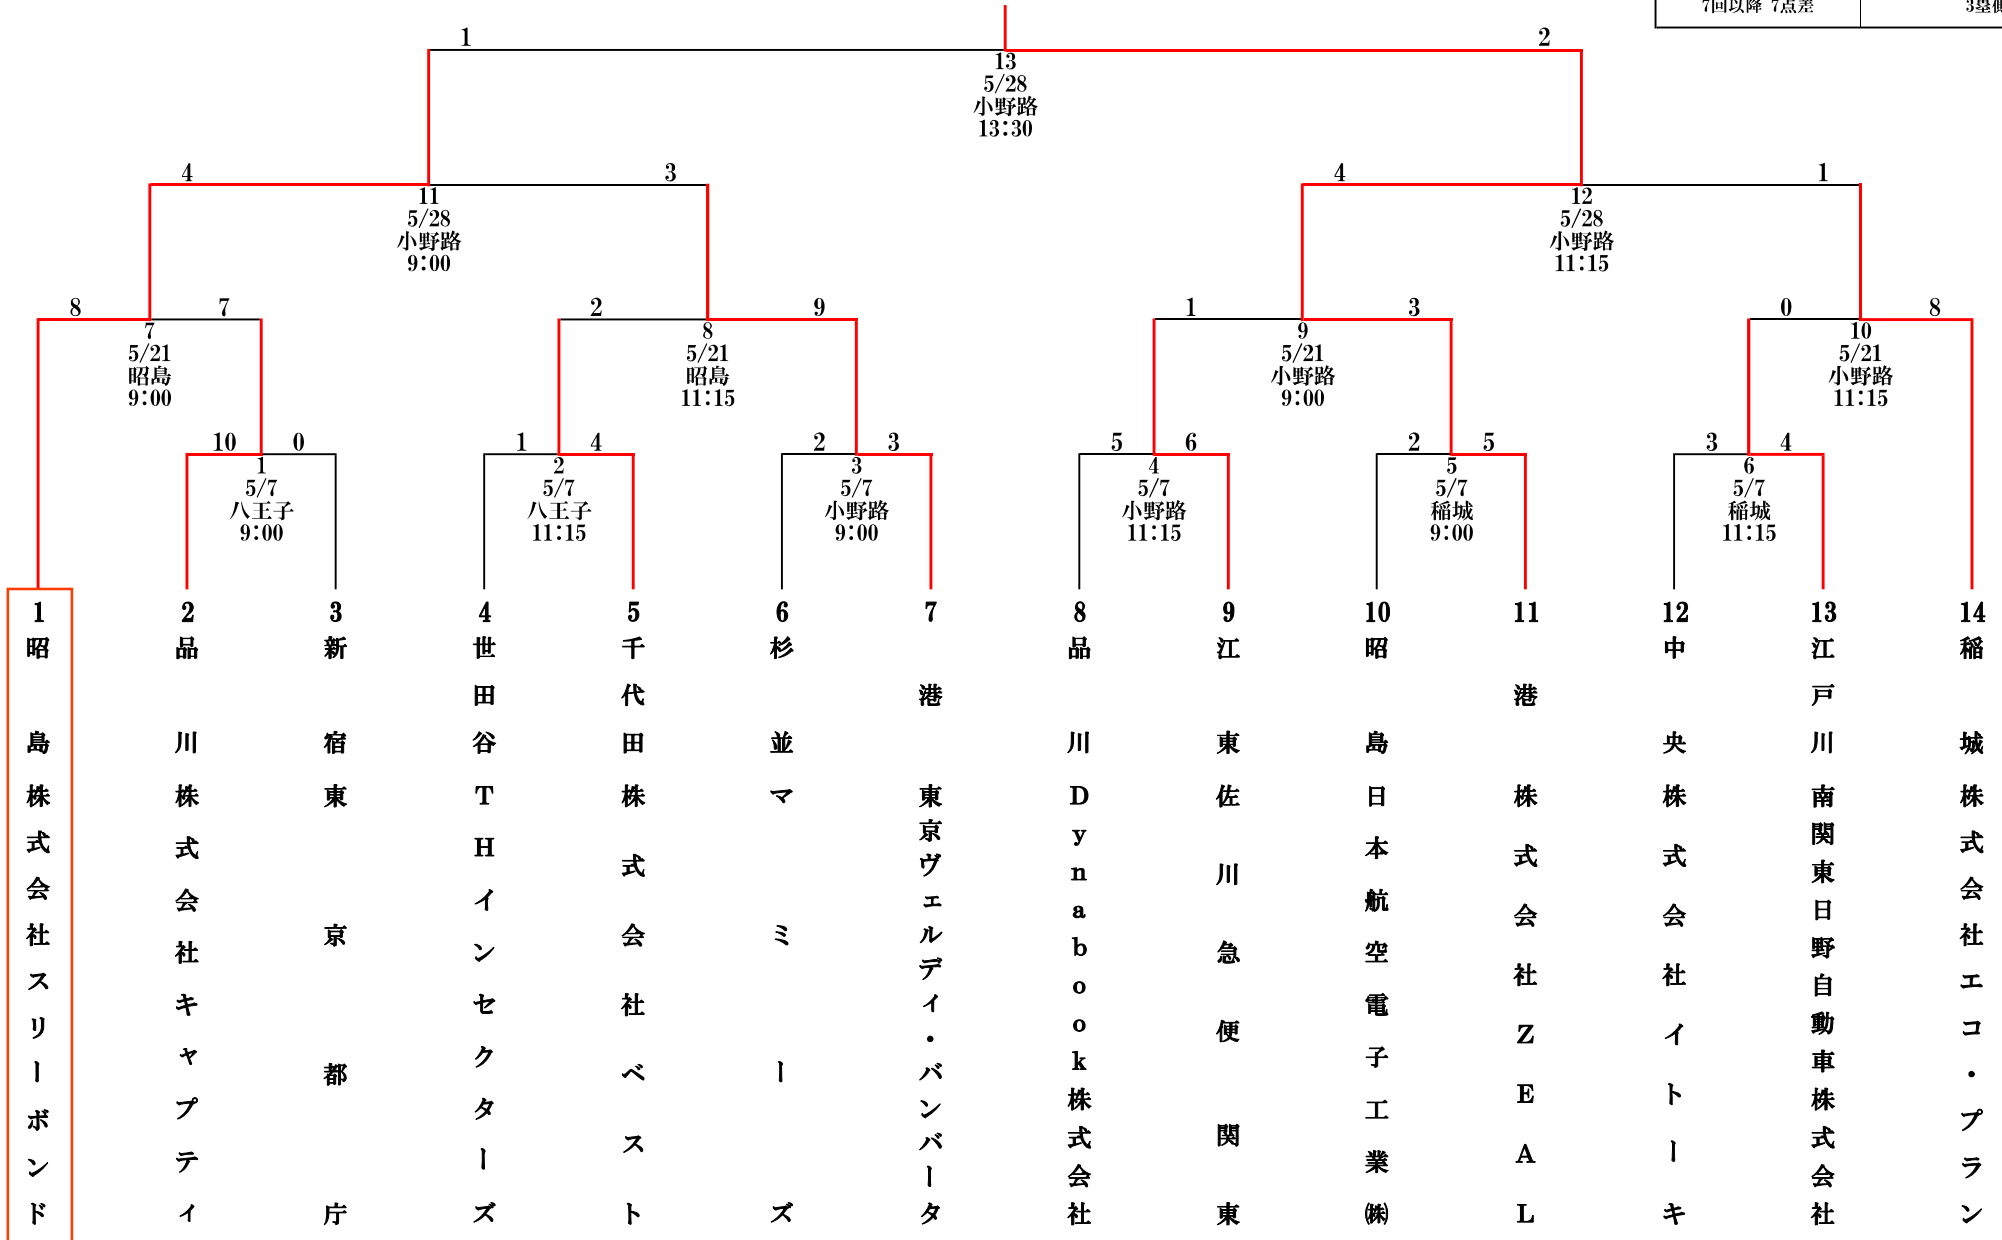 7回以降 7点差
3塁側
1
2
13
5/28
小野路
13:30
4
3
4
1
11
5/28
小野路
9:00
12
5/28
小野路
11:15
8
7
2
9
1
3
0
8
7
5/21
昭島
9:00
8
5/21
昭島
11:15
9
5/21
小野路
9:00
10
5/21
小野路
11:15
10
0
1
4
2
3
5
6
2
5
3
4
1
5/7
八王子
9:00
2
5/7
八王子
11:15
3
5/7
小野路
9:00
4
5/7
小野路
11:15
5
5/7
稲城
9:00
6
5/7
稲城
11:15
1
昭島
株式会社スリーボンド
2
品川
株式会社キャプティ
3
新宿
東京都庁
4
世田谷
THインセクターズ
5
千代田
株式会社ベスト
6
杉並
マミーズ
7
港
東京ヴェルディ・バンバータ
8
品川
Dynabook株式会社
9
江東
佐川急便関東
10
昭島
日本航空電子工業㈱
11
港
株式会社ZEAL
12
中央
株式会社イトーキ
13
江戸川
南関東日野自動車株式会社
14
稲城
株式会社エコ・プラン